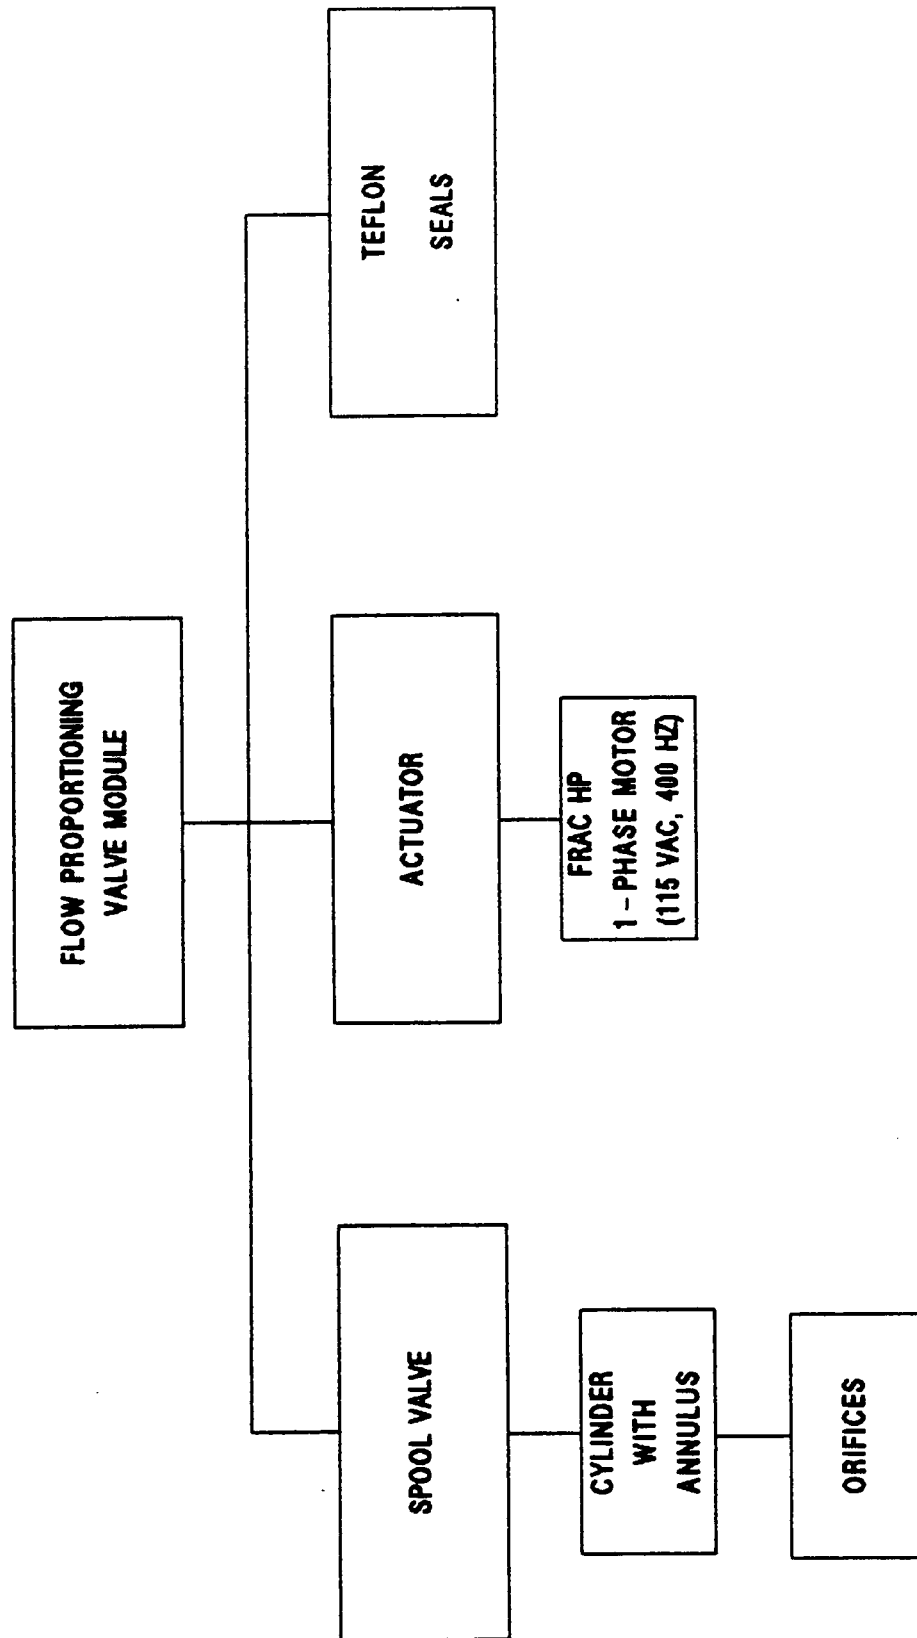 FLOW PROPORTIONING
VALVE MODULE
SPOOL VALVE
ACTUATOR
TEFLON
SEALS
CYLINDER
WITH
ANNULUS
FRAC HP
1-PHASE MOTOR
(115 VAC, 400 HZ)
ORIFICES